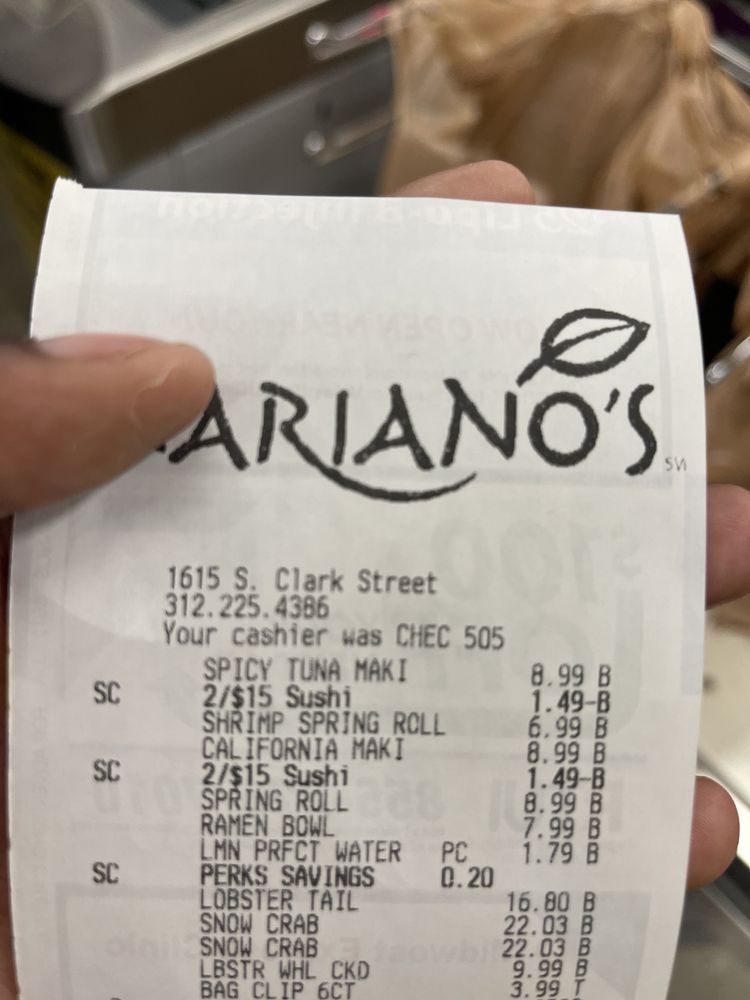 ARIANO'S
SM
1615 S. Clark Street
312.225.4386
Your cashier was CHEC 505
SPICY TUNA MAKI 8.99 B
SC 2/$15 Sushi 1.49-B
SHRIMP SPRING ROLL 6.99 B
CALIFORNIA MAKI 8.99 B
SC 2/$15 Sushi 1.49-B
SPRING ROLL 8.99 B
RAMEN BOWL 7.99 B
LMN PRFCT WATER PC 1.79 B
SC PERKS SAVINGS 0.20
LOBSTER TAIL 16.80 B
SNOW CRAB 22.03 B
SNOW CRAB 22.03 B
LBSTR WHL CKD 9.99 B
BAG CLIP 6CT 3.99 T